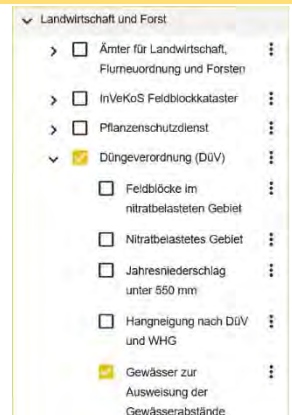 Landwirtschaft und Forst
Ämter für Landwirtschaft,
Flurneuordnung und Forsten
InVeKoS Feldblockkataster
Pflanzenschutzdienst
Düngeverordnung (DüV)
Feldblöcke im
nitratbelasteten Gebiet
Nitratbelastetes Gebiet
Jahresniederschlag
unter 550 mm
Hangneigung nach DüV
und WHG
Gewässer zur
Ausweisung der
Gewässerabstände